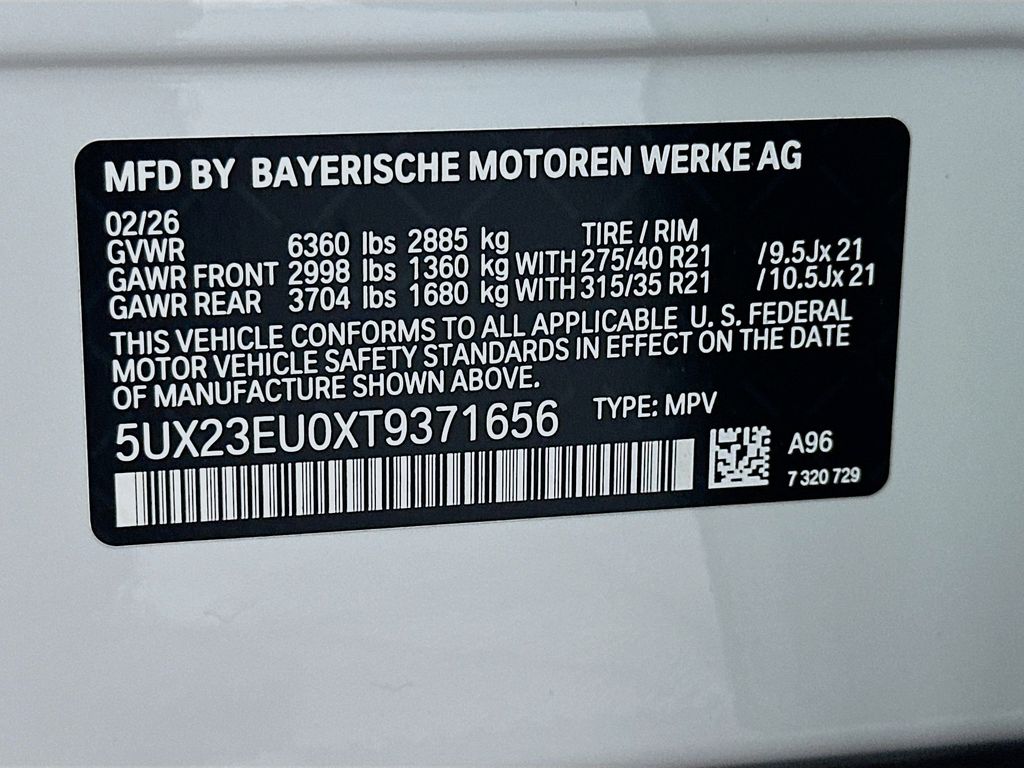 MFD BY BAYERISCHE MOTOREN WERKE AG
02/26
GVWR 6360 lbs 2885 kg TIRE / RIM
GAWR FRONT 2998 lbs 1360 kg WITH 275/40 R21 /9.5Jx 21
GAWR REAR 3704 lbs 1680 kg WITH 315/35 R21 /10.5Jx 21
THIS VEHICLE CONFORMS TO ALL APPLICABLE U. S. FEDERAL
MOTOR VEHICLE SAFETY STANDARDS IN EFFECT ON THE DATE
OF MANUFACTURE SHOWN ABOVE.
5UX23EU0XT9371656 TYPE: MPV
A96
7 320 729